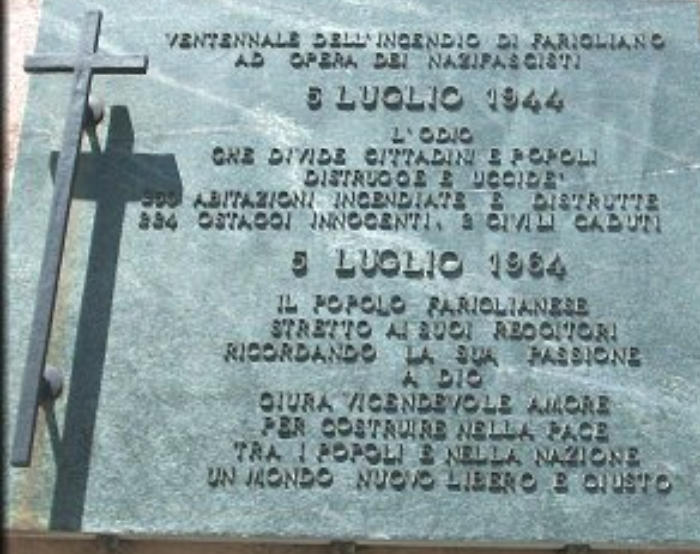 VENTENNALE DELL'INCENDIO DI FARIGLIANO
AD OPERA DEI NAZIFASCISTI
5 LUGLIO 1944
L'ODIO
CHE DIVIDE CITTADINI E POPOLI
DISTRUGGE E UCCIDE
ABITAZIONI INCENDIATE E DISTRUTTE
334 OSTAGGI INNOCENTI, CIVILI CADUTI
5 LUGLIO 1964
IL POPOLO FARIGLIANESE
STRETTO AI SUOI REGGITORI
RICORDANDO LA SUA PASSIONE
A DIO
GIURA VICENDEVOLE AMORE
PER COSTRUIRE NELLA PACE
TRA I POPOLI E NELLA NAZIONE
UN MONDO NUOVO LIBERO E GIUSTO